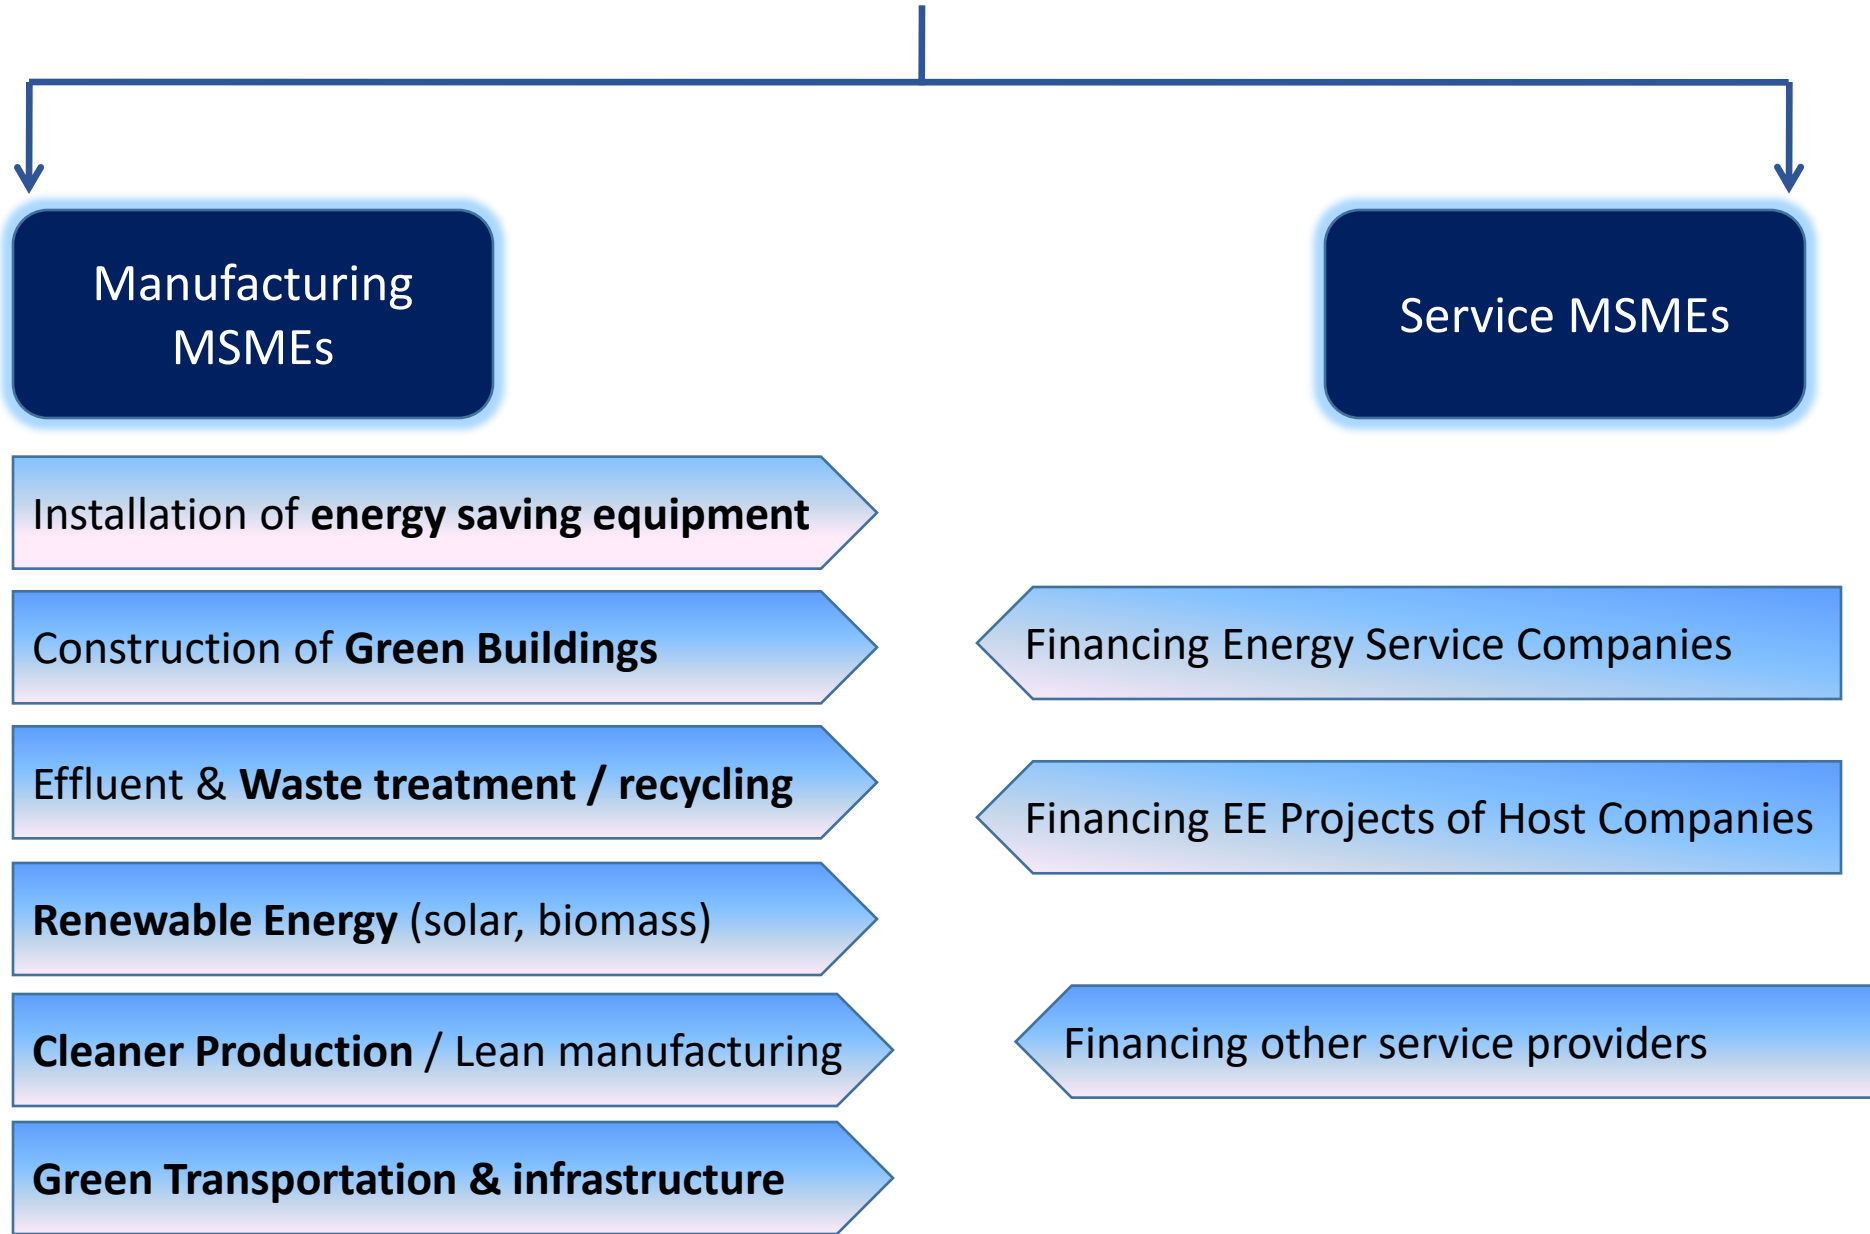 Manufacturing
MSMEs
Service MSMEs
Installation of energy saving equipment
Construction of Green Buildings
Effluent & Waste treatment / recycling
Renewable Energy (solar, biomass)
Cleaner Production / Lean manufacturing
Green Transportation & infrastructure
Financing Energy Service Companies
Financing EE Projects of Host Companies
Financing other service providers